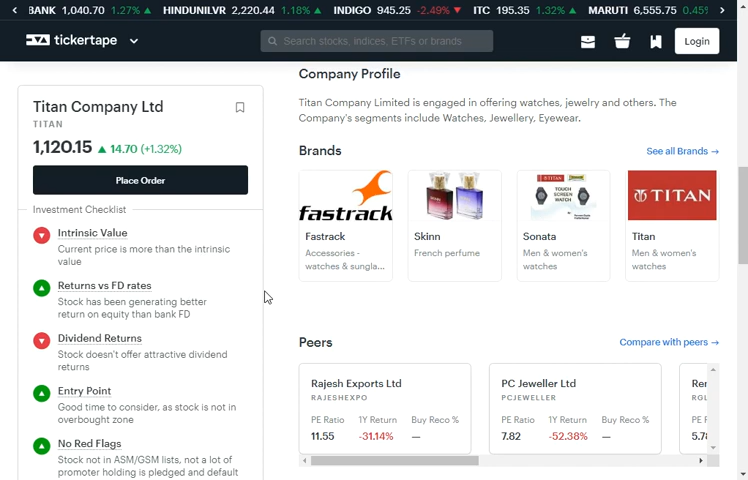 BANK 1,040.70 1.27% HINDUNILVR 2,220.44 1.18% INDIGO 945.25 -2.49% ITC 195.35 1.32% MARUTI 6,555.75 0.45%
tickertape
Search stocks, indices, ETFs or brands
Login
Titan Company Ltd
TITAN
1,120.15 14.70 (+1.32%)
Place Order
Investment Checklist
Intrinsic Value
Current price is more than the intrinsic
value
Returns vs FD rates
Stock has been generating better
return on equity than bank FD
Dividend Returns
Stock doesn't offer attractive dividend
returns
Entry Point
Good time to consider, as stock is not in
overbought zone
No Red Flags
Stock not in ASM/GSM lists, not a lot of
promoter holding is pledged and default
Company Profile
Titan Company Limited is engaged in offering watches, jewelry and others. The
Company's segments include Watches, Jewellery, Eyewear.
Brands
See all Brands →
fastrack
TITAN
TOUCH
SCREEN
WATCH
TITAN
Fastrack
Accessories -
watches & sungla...
Skinn
French perfume
Sonata
Men & women's
watches
Titan
Men & women's
watches
Peers
Compare with peers →
Rajesh Exports Ltd
RAJESHEXPO
PE Ratio 1Y Return Buy Reco %
11.55 -31.14% —
PC Jeweller Ltd
PCJEWELLER
PE Ratio 1Y Return Buy Reco %
7.82 -52.38% —
Ren
RGL
PE R
5.78